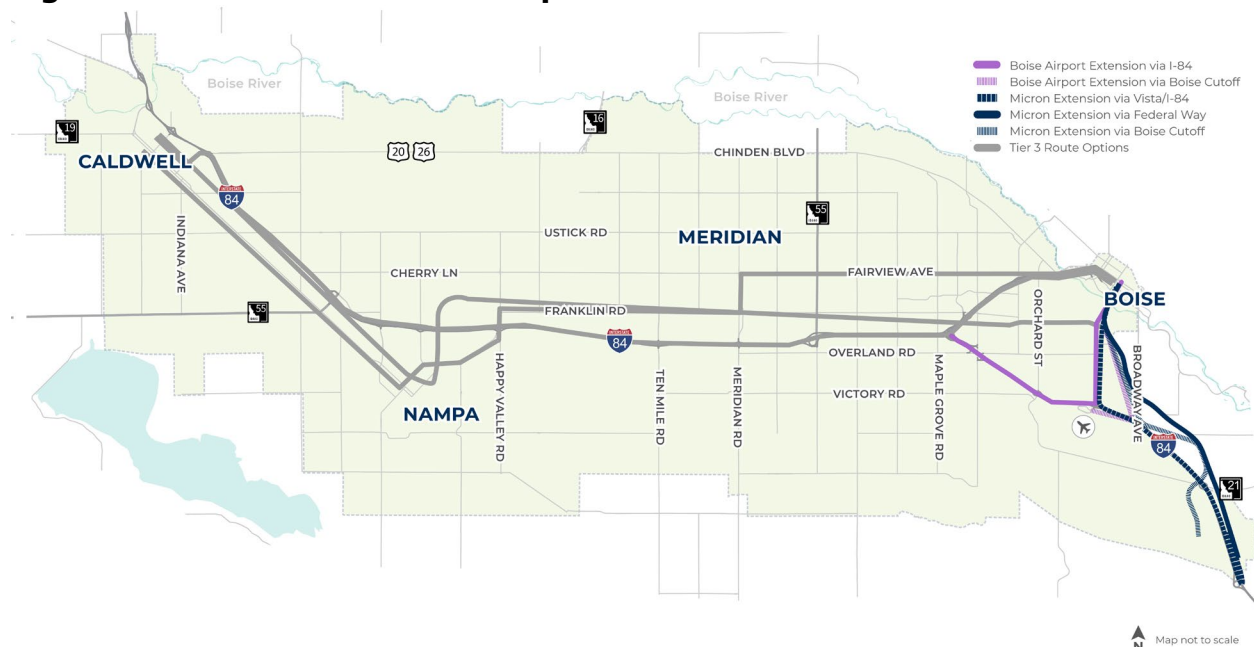 Boise River
Boise River
Boise Airport Extension via I-84
Boise Airport Extension via Boise Cutoff
Micron Extension via Vista/I-84
Micron Extension via Federal Way
Micron Extension via Boise Cutoff
Tier 3 Route Options
19
16
20 26
CHINDEN BLVD
CALDWELL
84
55
INDIANA AVE
USTICK RD
MERIDIAN
CHERRY LN
FAIRVIEW AVE
BOISE
55
FRANKLIN RD
ORCHARD ST
84
OVERLAND RD
HAPPY VALLEY RD
TEN MILE RD
MERIDIAN RD
VICTORY RD
MAPLE GROVE RD
BROADWAY AVE
NAMPA
INTERSTATE
84
21
N
Map not to scale